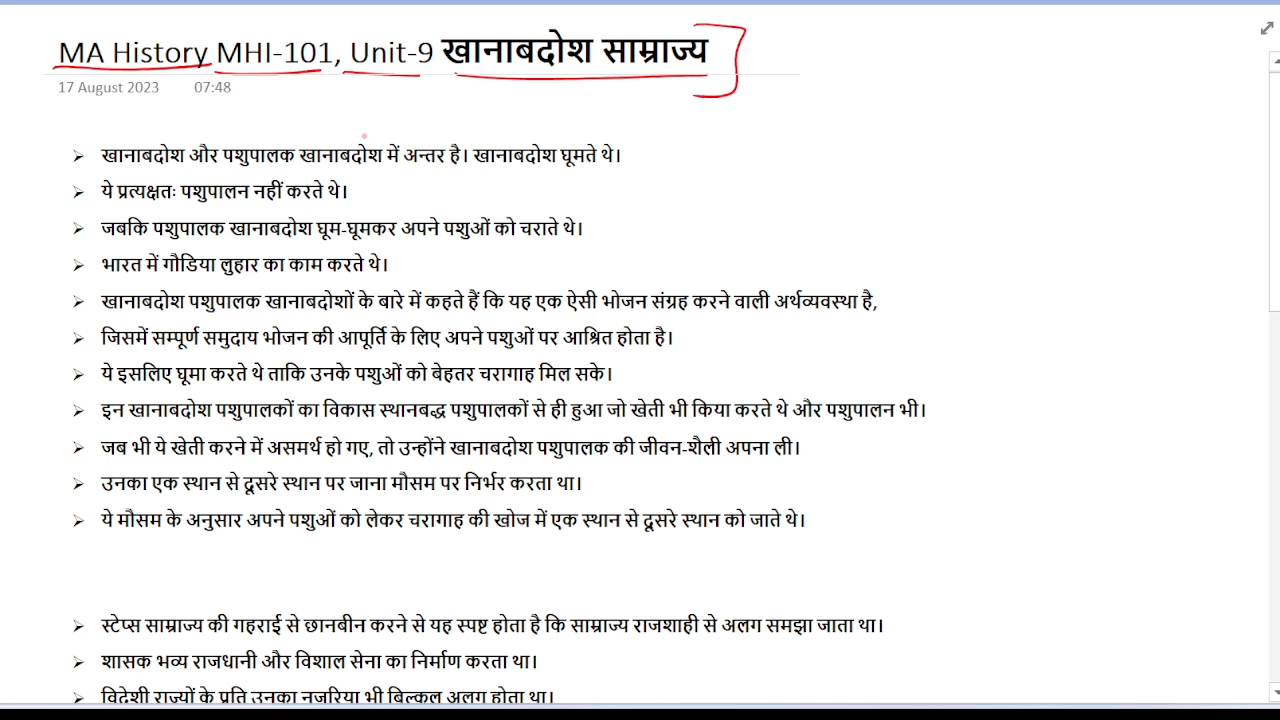 MA History MHI-101, Unit-9 खानाबदोश साम्राज्य
17 August 2023 07:48
➢ खानाबदोश और पशुपालक खानाबदोश में अन्तर है। खानाबदोश घूमते थे।
➢ ये प्रत्यक्षतः पशुपालन नहीं करते थे।
➢ जबकि पशुपालक खानाबदोश घूम-घूमकर अपने पशुओं को चराते थे।
➢ भारत में गौडिया लुहार का काम करते थे।
➢ खानाबदोश पशुपालक खानाबदोशों के बारे में कहते हैं कि यह एक ऐसी भोजन संग्रह करने वाली अर्थव्यवस्था है,
➢ जिसमें सम्पूर्ण समुदाय भोजन की आपूर्ति के लिए अपने पशुओं पर आश्रित होता है।
➢ ये इसलिए घूमा करते थे ताकि उनके पशुओं को बेहतर चरागाह मिल सके।
➢ इन खानाबदोश पशुपालकों का विकास स्थानबद्ध पशुपालकों से ही हुआ जो खेती भी किया करते थे और पशुपालन भी।
➢ जब भी ये खेती करने में असमर्थ हो गए, तो उन्होंने खानाबदोश पशुपालक की जीवन-शैली अपना ली।
➢ उनका एक स्थान से दूसरे स्थान पर जाना मौसम पर निर्भर करता था।
➢ ये मौसम के अनुसार अपने पशुओं को लेकर चरागाह की खोज में एक स्थान से दूसरे स्थान को जाते थे।
➢ स्टेप्स साम्राज्य की गहराई से छानबीन करने से यह स्पष्ट होता है कि साम्राज्य राजशाही से अलग समझा जाता था।
➢ शासक भव्य राजधानी और विशाल सेना का निर्माण करता था।
➢ विदेशी राज्यों के प्रति उनका नजरिया भी बिल्कुल अलग होता था।